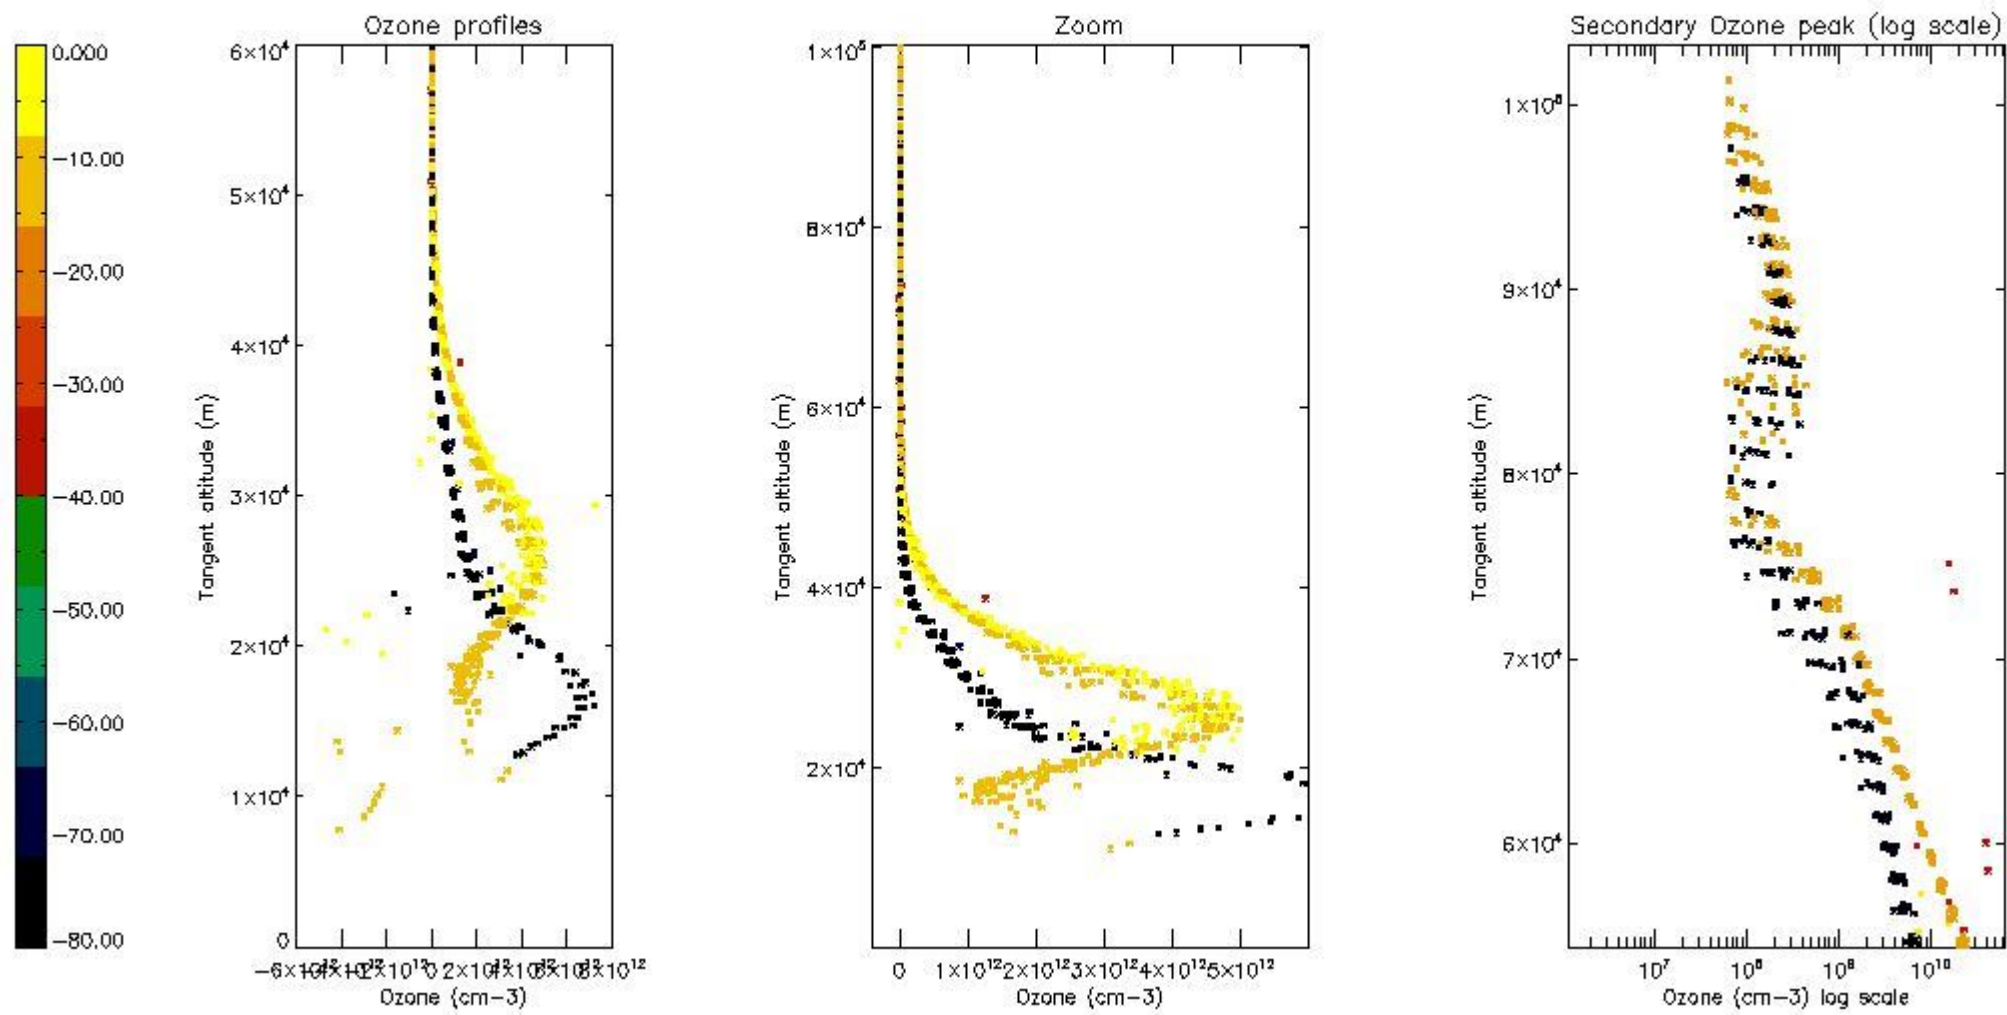 Ozone profiles
Zoom
Secondary Ozone peak (log scale)
0.000
−10.00
−20.00
−30.00
−40.00
−50.00
−60.00
−70.00
−80.00
6×10⁴
5×10⁴
4×10⁴
3×10⁴
2×10⁴
1×10⁴
0
Tangent altitude (m)
0
8×10¹²
Ozone (cm−3)
1×10⁵
8×10⁴
6×10⁴
4×10⁴
2×10⁴
Tangent altitude (m)
0 1×10¹² 2×10¹² 3×10¹² 4×10¹² 5×10¹²
Ozone (cm−3)
9×10⁴
8×10⁴
7×10⁴
6×10⁴
Tangent altitude (m)
10⁷ 10⁸ 10⁹ 10¹⁰
Ozone (cm−3) log scale